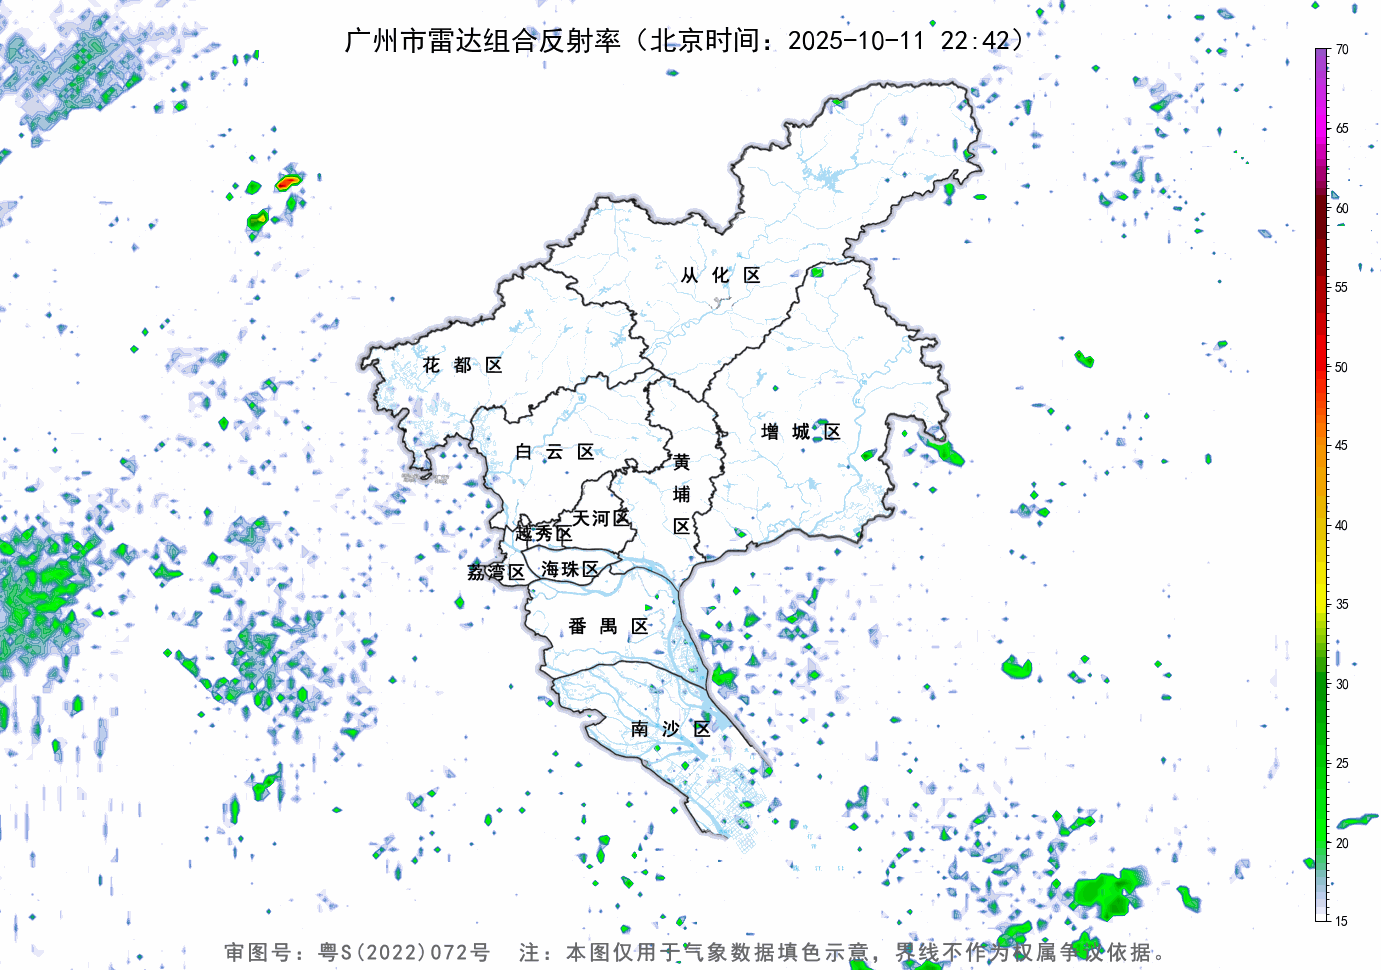 广州市雷达组合反射率（北京时间：2025-10-11 22:42）
70
65
60
55
50
45
40
35
30
25
20
15
从化区
花都区
增城区
白云区
黄埔区
天河区
越秀区
海珠区
荔湾区
番禺区
南沙区
审图号：粤S(2022)072号 注：本图仅用于气象数据填色示意，界线不作为权属争议依据。